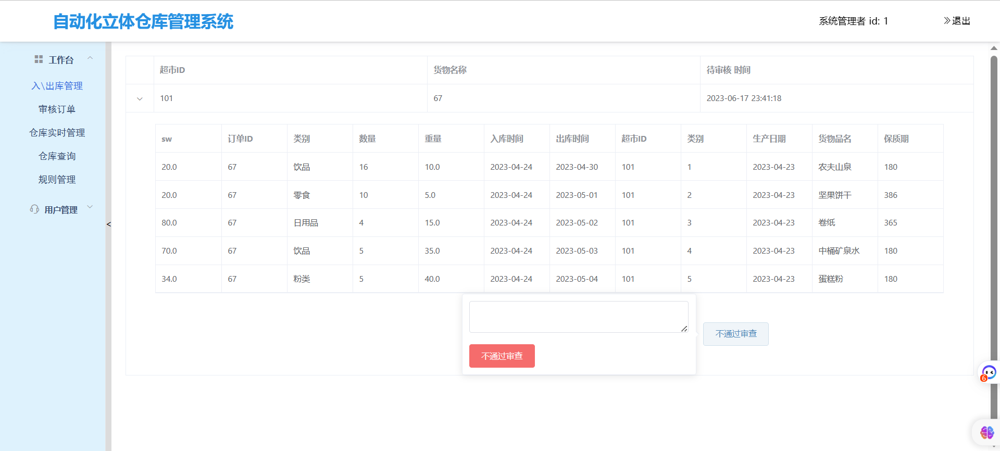 自动化立体仓库管理系统
系统管理者 id: 1
退出
工作台
入\出库管理
审核订单
仓库实时管理
仓库查询
规则管理
用户管理
<
超市ID 货物名称 待审核 时间
101 67 2023-06-17 23:41:18
sw 订单ID 类别 数量 重量 入库时间 出库时间 超市ID 类别 生产日期 货物品名 保质期
20.0 67 饮品 16 10.0 2023-04-24 2023-04-30 101 1 2023-04-23 农夫山泉 180
20.0 67 零食 10 5.0 2023-04-24 2023-05-01 101 2 2023-04-23 坚果饼干 386
80.0 67 日用品 4 15.0 2023-04-24 2023-05-02 101 3 2023-04-23 卷纸 365
70.0 67 饮品 5 35.0 2023-04-24 2023-05-03 101 4 2023-04-23 中桶矿泉水 180
34.0 67 粉类 5 40.0 2023-04-24 2023-05-04 101 5 2023-04-23 蛋糕粉 180
不通过审查
不通过审查
6